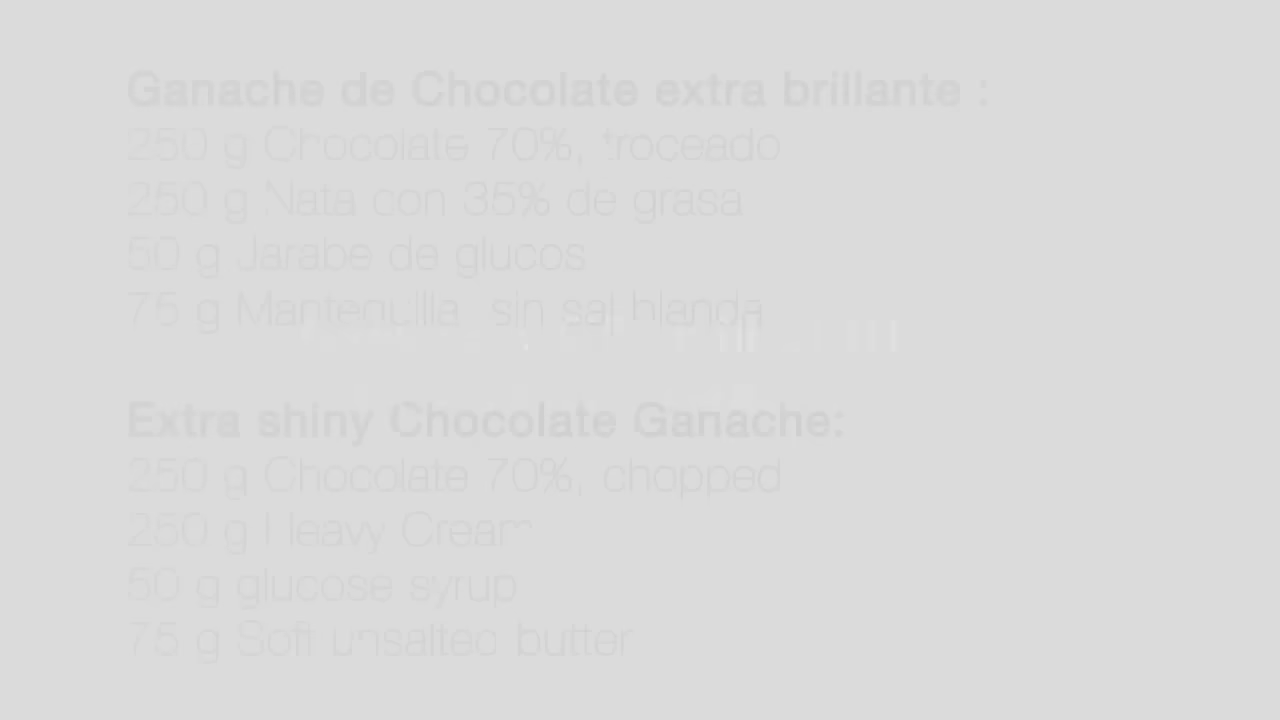 Ganache de Chocolate extra brillante :
250 g Chocolate 70%, troceado
250 g Nata con 35% de grasa
50 g Jarabe de glucos
75 g Mantequilla sin sal blanda
Extra shiny Chocolate Ganache:
250 g Chocolate 70%, chopped
250 g Heavy Cream
50 g glucose syrup
75 g Soft unsalted butter